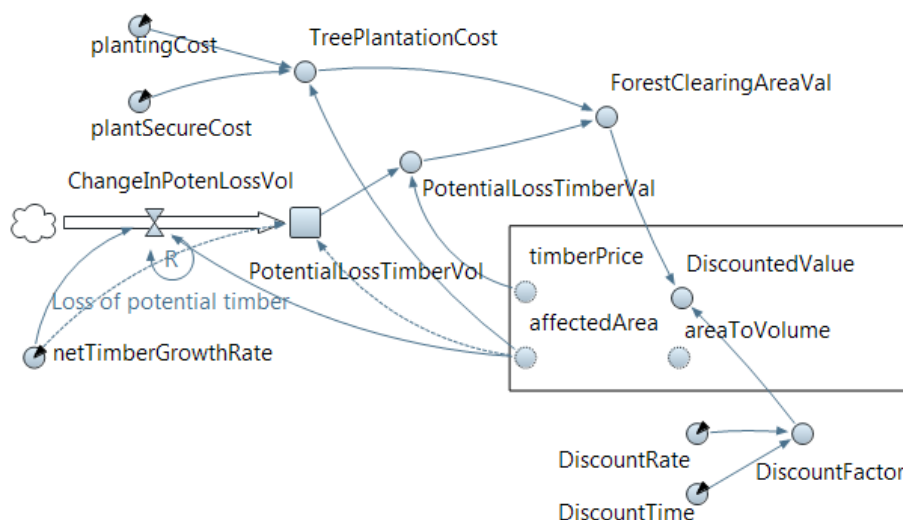 plantingCost
TreePlantationCost
ForestClearingAreaVal
plantSecureCost
ChangeInPotenLossVol
PotentialLossTimberVal
R
PotentialLossTimberVol
timberPrice
DiscountedValue
Loss of potential timber
affectedArea
areaToVolume
netTimberGrowthRate
DiscountRate
DiscountFactor
DiscountTime